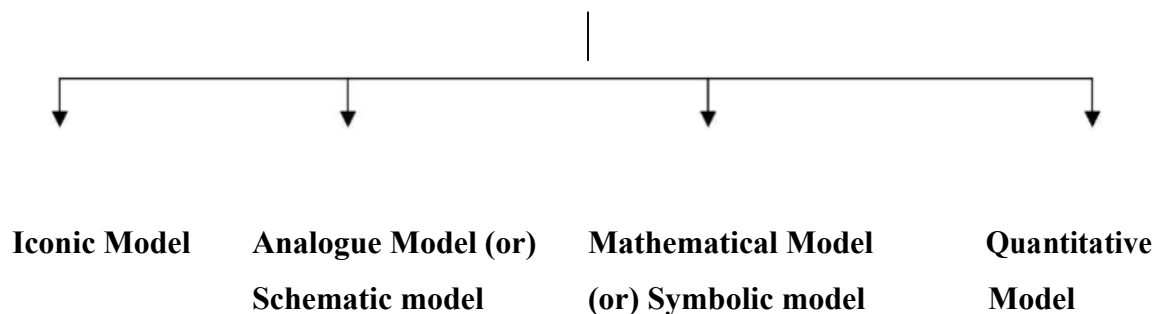 Iconic Model Analogue Model (or) Mathematical Model Quantitative
Schematic model (or) Symbolic model Model